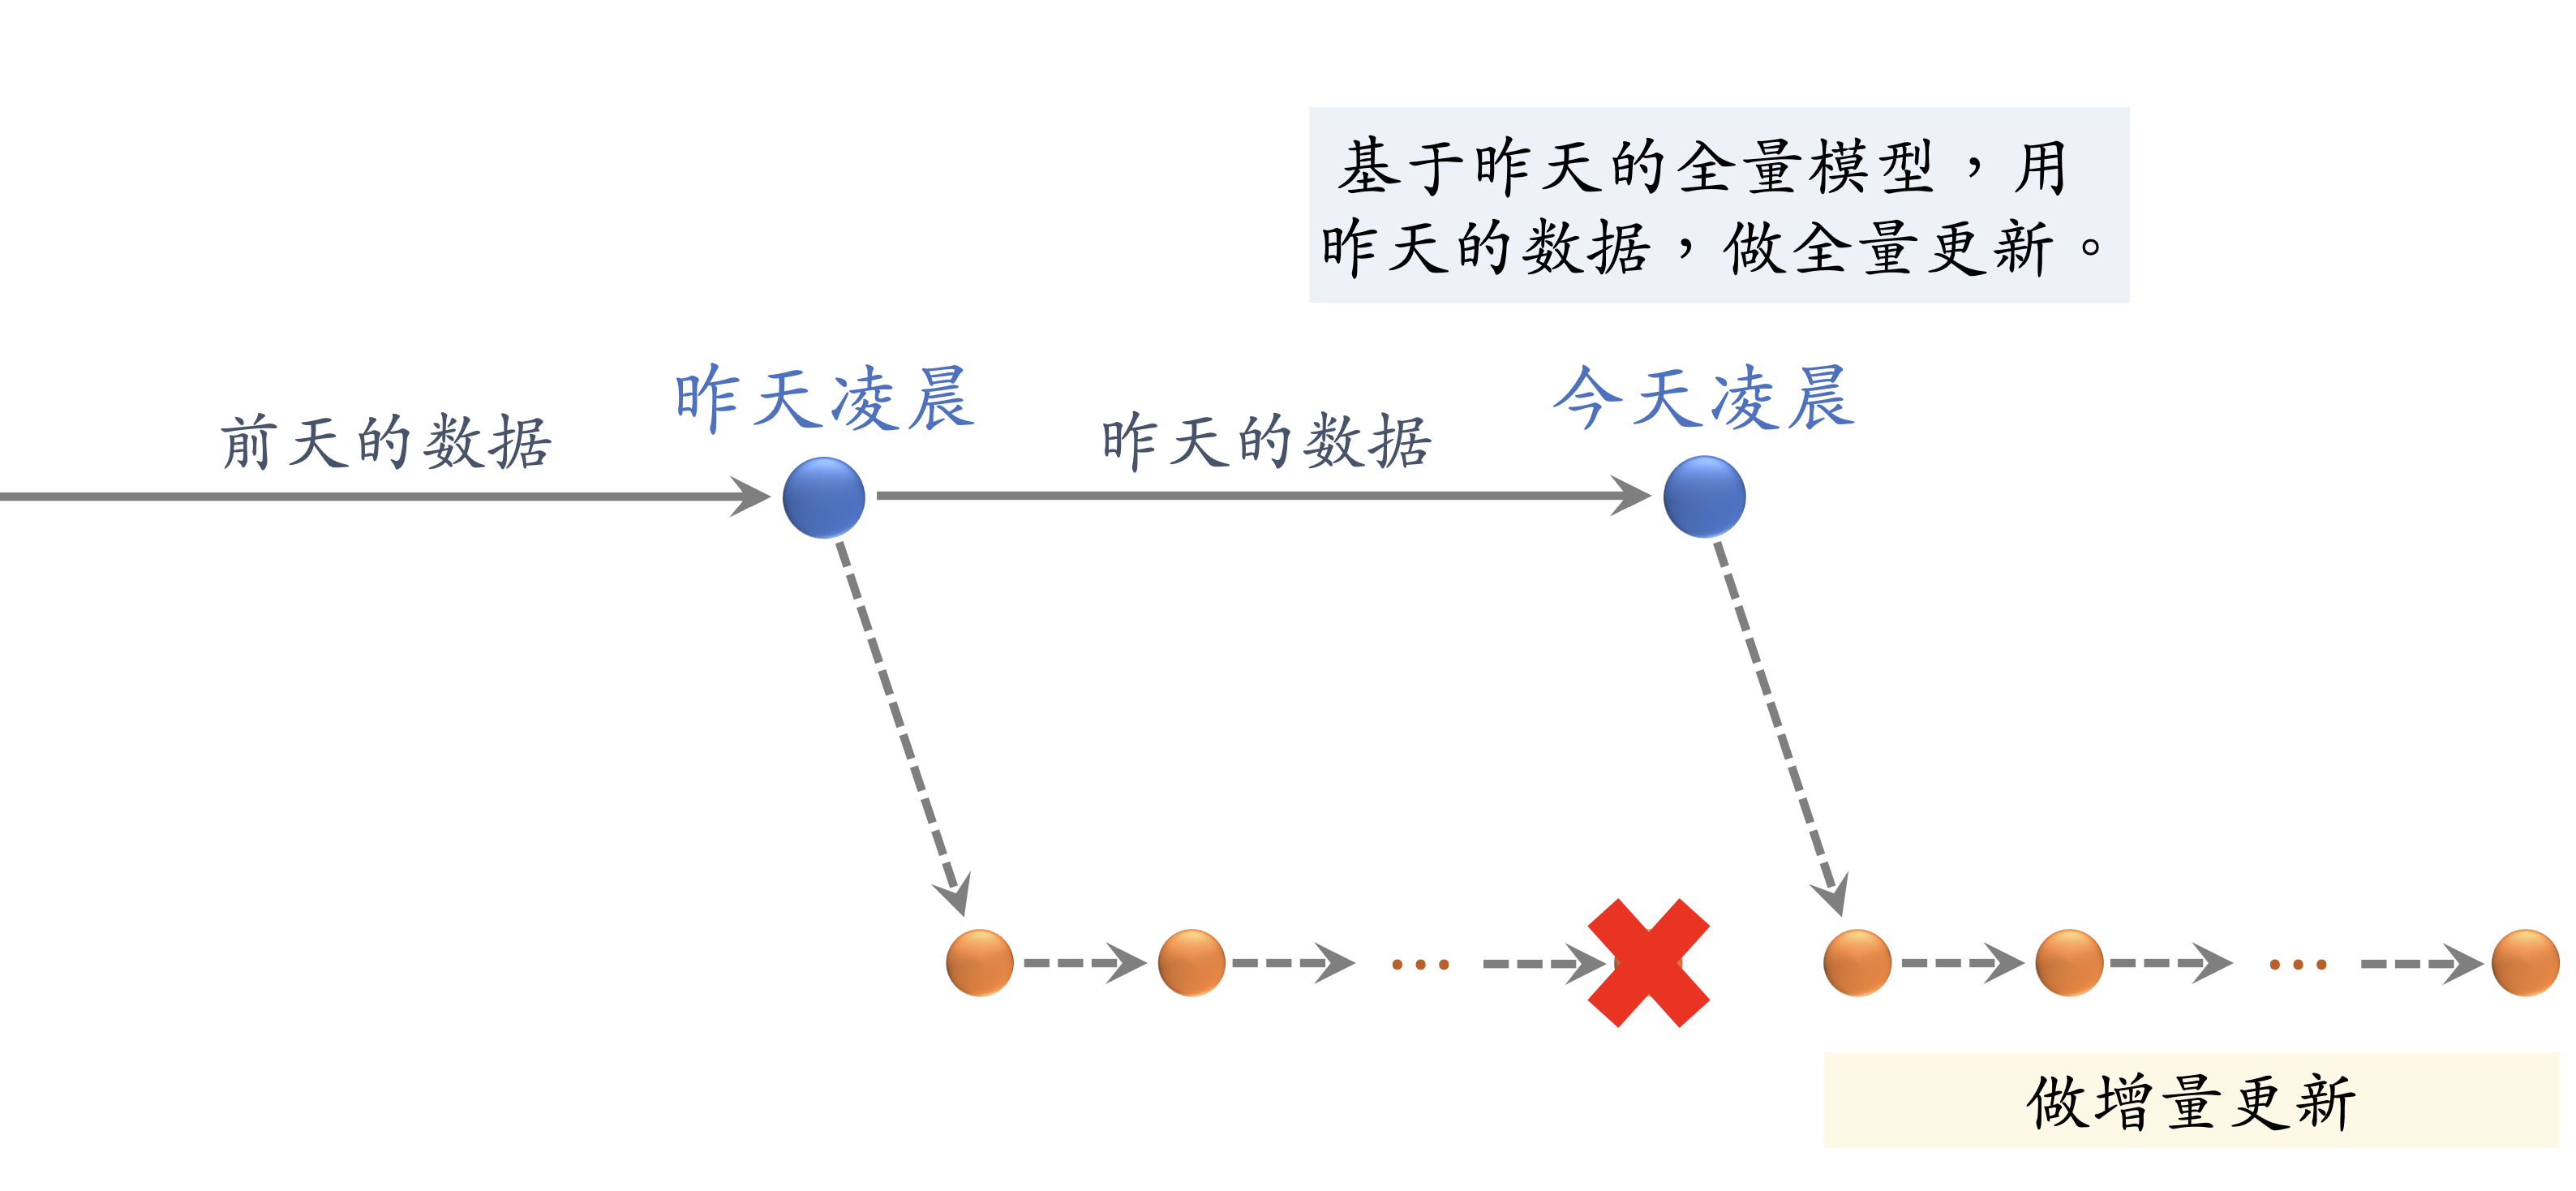 基于昨天的全量模型，用
昨天的数据，做全量更新。
昨天凌晨
今天凌晨
前天的数据
昨天的数据
做增量更新